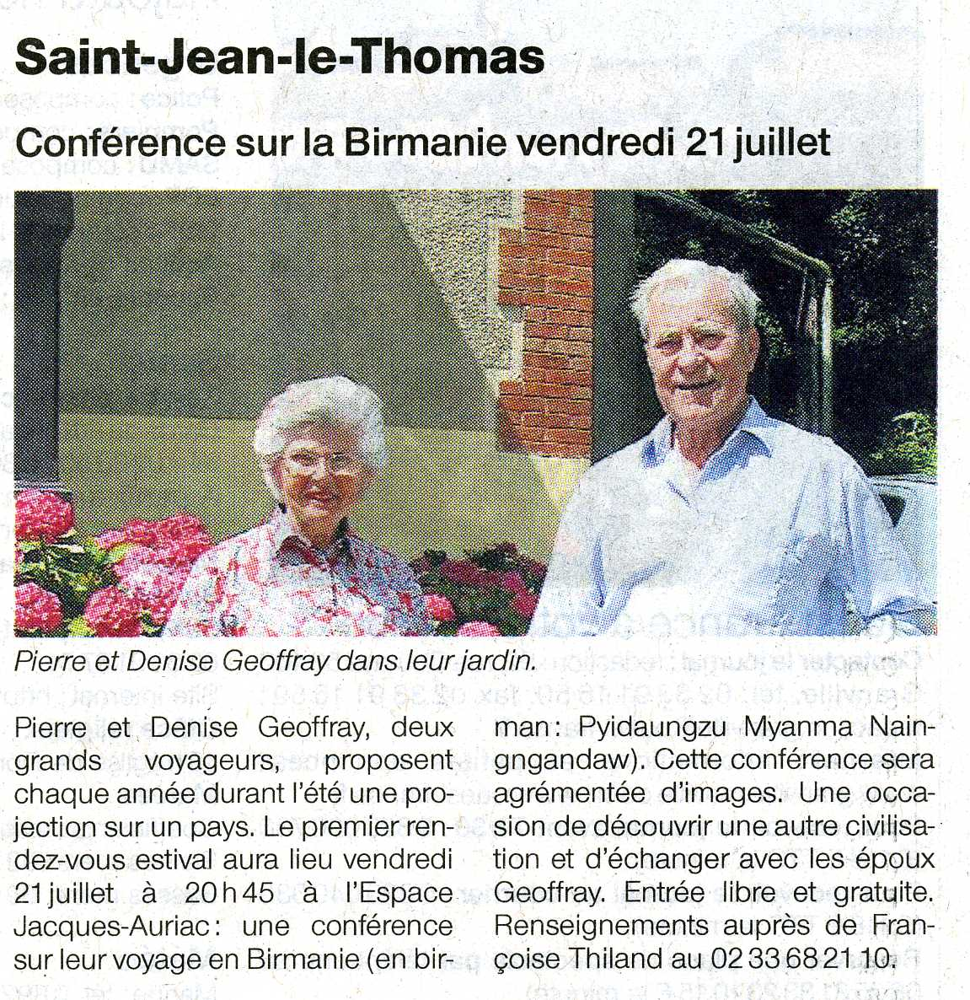 Saint-Jean-le-Thomas
Conférence sur la Birmanie vendredi 21 juillet
Pierre et Denise Geoffray dans leur jardin.
Pierre et Denise Geoffray, deux
grands voyageurs, proposent
chaque année durant l'été une pro-
jection sur un pays. Le premier ren-
dez-vous estival aura lieu vendredi
21 juillet à 20 h 45 à l'Espace
Jacques-Auriac : une conférence
sur leur voyage en Birmanie (en bir-
man : Pyidaungzu Myanma Nain-
gngandaw). Cette conférence sera
agrémentée d'images. Une occa-
sion de découvrir une autre civilisa-
tion et d'échanger avec les époux
Geoffray. Entrée libre et gratuite.
Renseignements auprès de Fran-
çoise Thiland au 02 33 68 21 10.